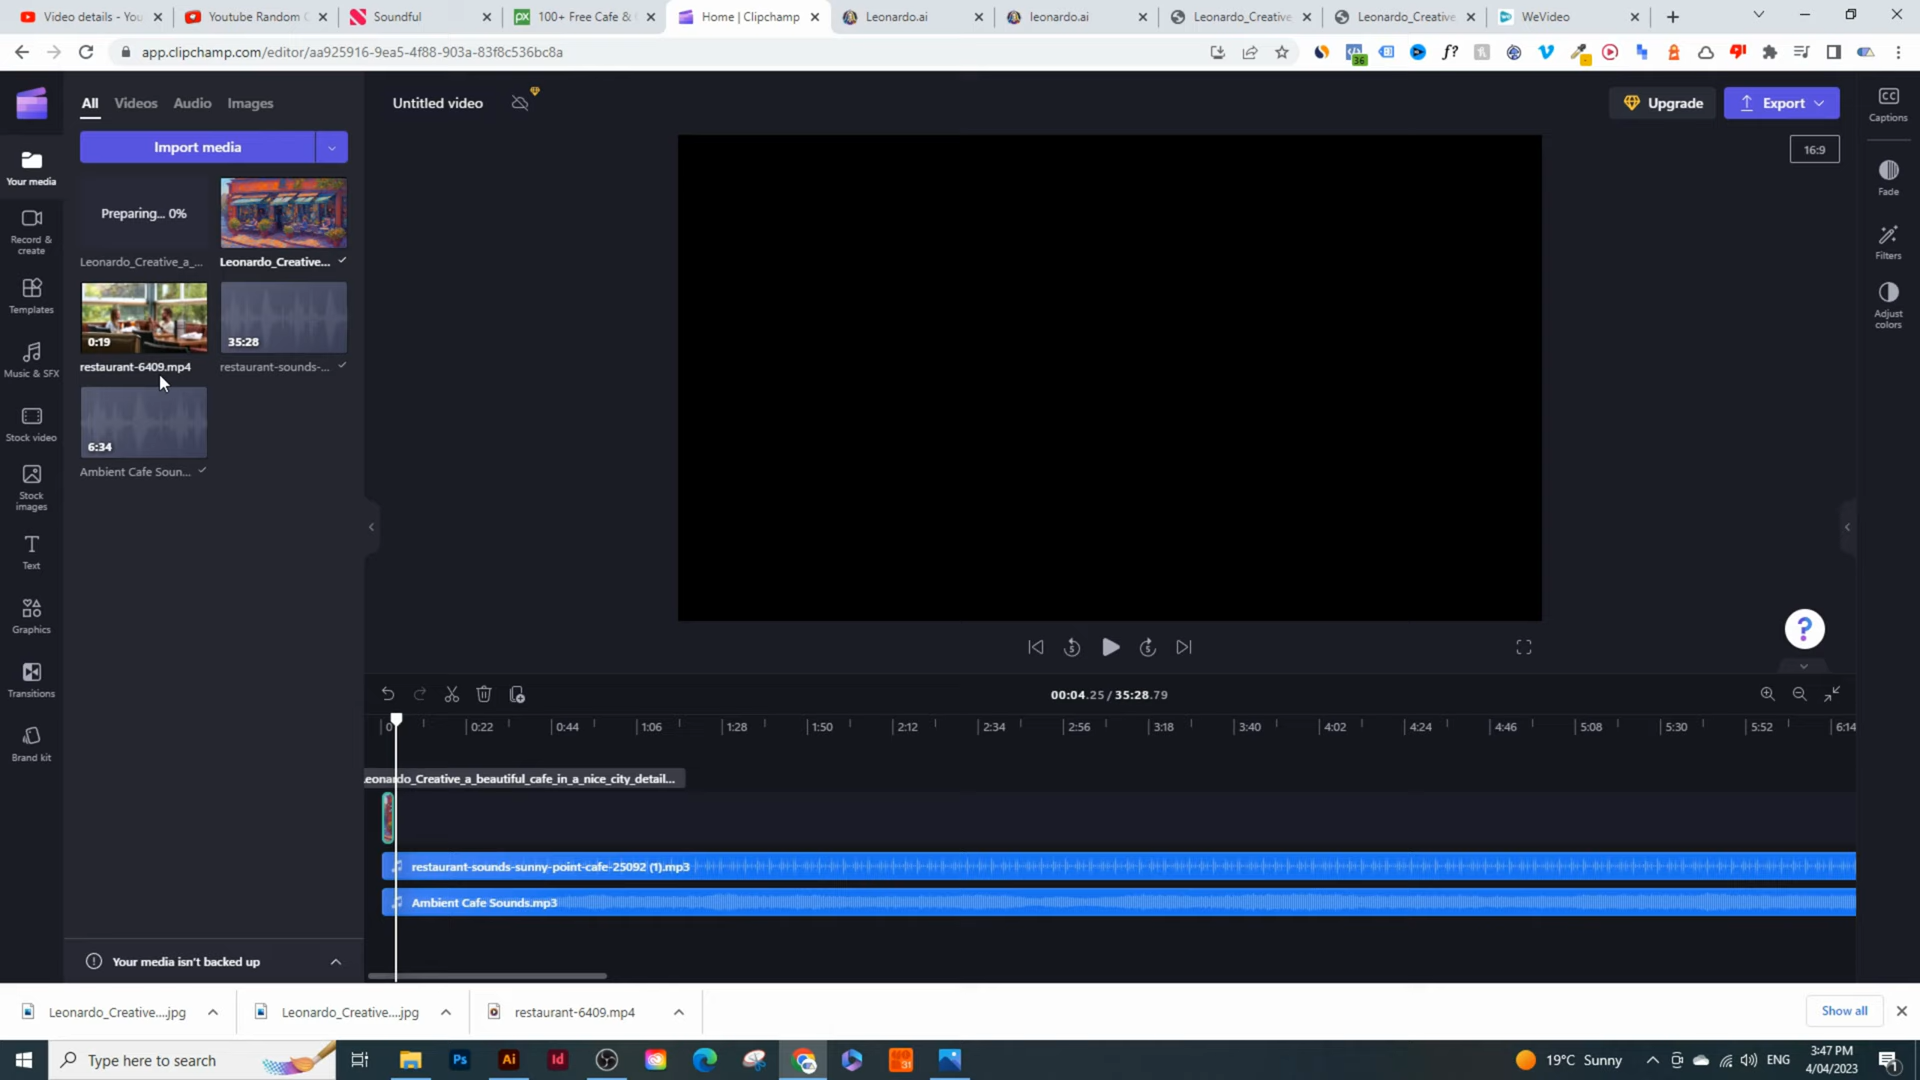 Video details - You
Youtube Random C
Soundful
100+ Free Cafe &
Home | Clipchamp
Leonardo.ai
leonardo.ai
Leonardo_Creative
Leonardo_Creative
WeVideo
app.clipchamp.com/editor/aa925916-9ea5-4f88-903a-83f8c536bc8a
36
All
Videos
Audio
Images
Untitled video
Upgrade
Export
Captions
Import media
16:9
Your media
Preparing... 0%
Leonardo_Creative_a_...
Leonardo_Creative...
Fade
Record & create
Filters
Templates
0:19
restaurant-6409.mp4
35:28
restaurant-sounds-...
Adjust colors
Music & SFX
6:34
Ambient Cafe Soun...
Stock video
Stock images
Text
Graphics
Transitions
Brand kit
00:04.25 / 35:28.79
0
0:22
0:44
1:06
1:28
1:50
2:12
2:34
2:56
3:18
3:40
4:02
4:24
4:46
5:08
5:30
5:52
6:14
eonardo_Creative_a_beautiful_cafe_in_a_nice_city_detail...
restaurant-sounds-sunny-point-cafe-25092 (1).mp3
Ambient Cafe Sounds.mp3
Your media isn't backed up
Leonardo_Creative....jpg
Leonardo_Creative....jpg
restaurant-6409.mp4
Show all
Type here to search
19°C Sunny
ENG
3:47 PM
4/04/2023